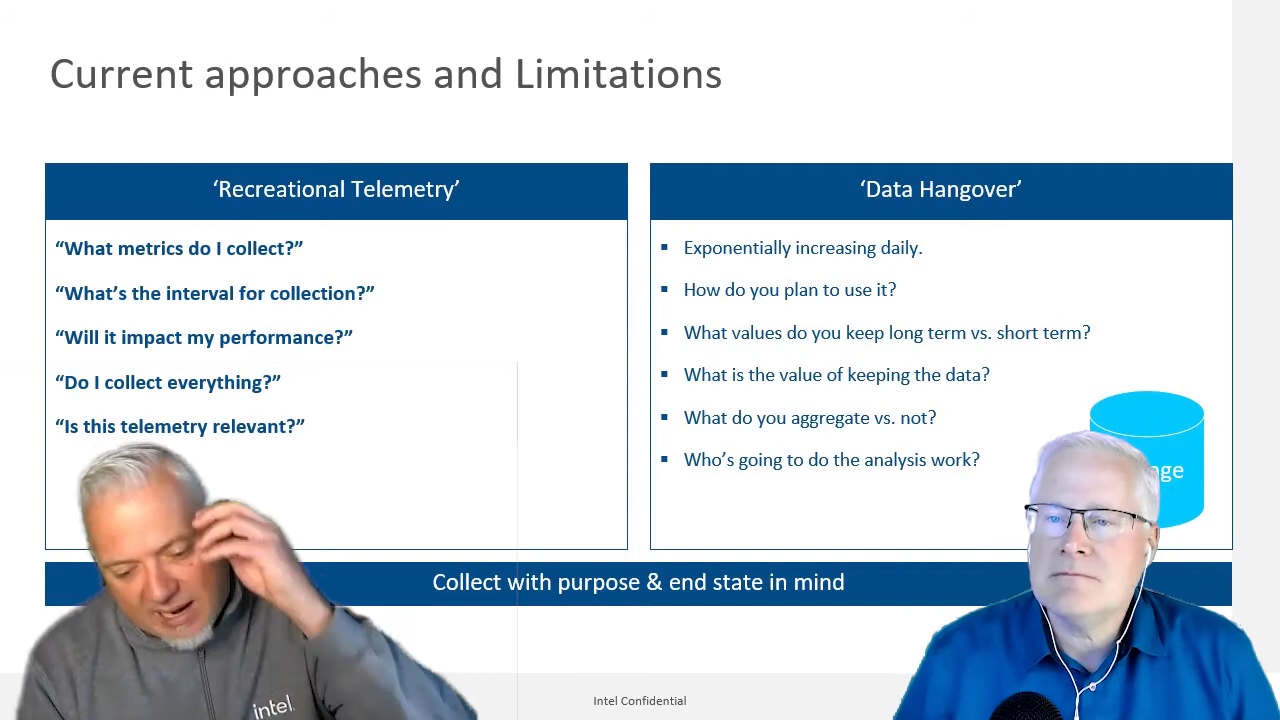 Current approaches and Limitations
‘Recreational Telemetry’
“What metrics do I collect?”
“What’s the interval for collection?”
“Will it impact my performance?”
“Do I collect everything?”
“Is this telemetry relevant?”
‘Data Hangover’
▪ Exponentially increasing daily.
▪ How do you plan to use it?
▪ What values do you keep long term vs. short term?
▪ What is the value of keeping the data?
▪ What do you aggregate vs. not?
▪ Who’s going to do the analysis work?
Collect with purpose & end state in mind
intel
Intel Confidential